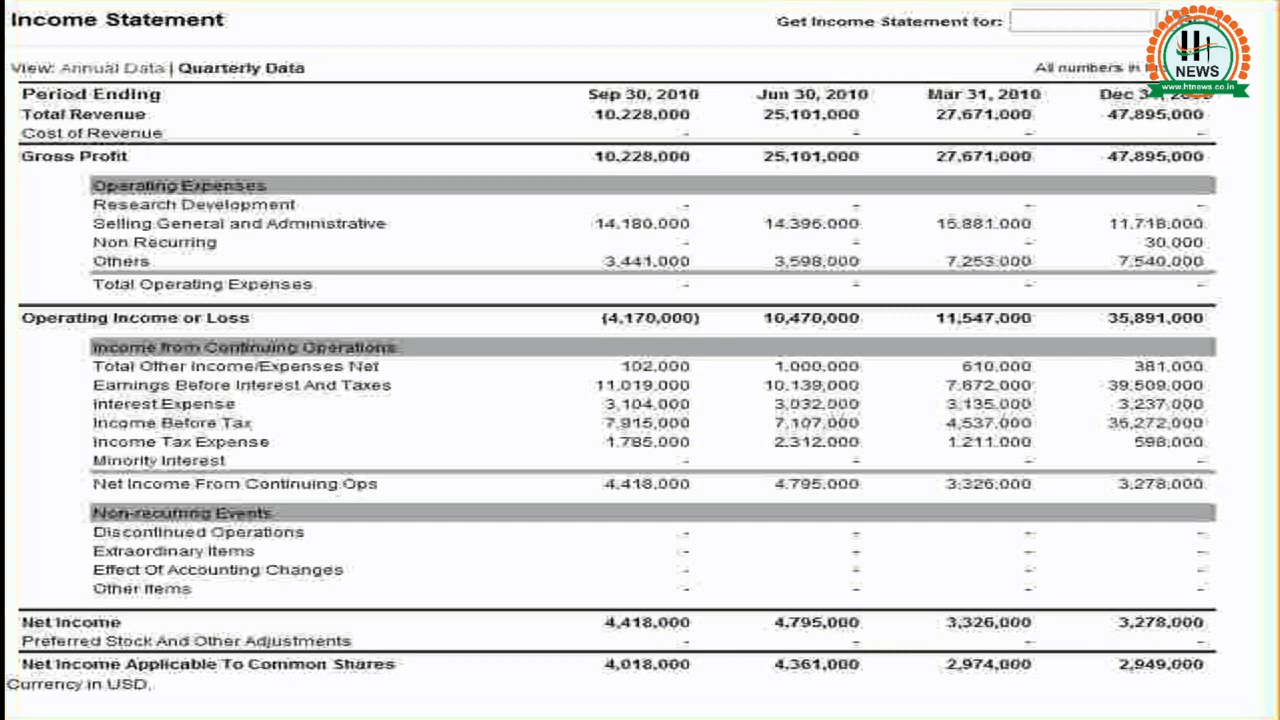 Income Statement
Get Income Statement for:
HT
NEWS
www.htnews.co.in
View: Annual Data | Quarterly Data
All numbers in
Period Ending Sep 30, 2010 Jun 30, 2010 Mar 31, 2010 Dec 31, 2010
Total Revenue 10,228,000 25,101,000 27,671,000 47,895,000
Cost of Revenue - - - -
Gross Profit 10,228,000 25,101,000 27,671,000 47,895,000
Operating Expenses
Research Development - - - -
Selling General and Administrative 14,180,000 14,396,000 15,881,000 11,718,000
Non Recurring - - - 30,000
Others 3,441,000 3,598,000 7,253,000 7,540,000
Total Operating Expenses - - - -
Operating Income or Loss (4,170,000) 10,470,000 11,547,000 35,891,000
Income from Continuing Operations
Total Other Income/Expenses Net 102,000 1,000,000 610,000 381,000
Earnings Before Interest And Taxes 11,019,000 10,139,000 7,672,000 39,509,000
Interest Expense 3,104,000 3,032,000 3,135,000 3,237,000
Income Before Tax 7,915,000 7,107,000 4,537,000 36,272,000
Income Tax Expense 1,785,000 2,312,000 1,211,000 598,000
Minority Interest - - - -
Net Income From Continuing Ops 4,418,000 4,795,000 3,326,000 3,278,000
Non-recurring Events
Discontinued Operations - - - -
Extraordinary Items - - - -
Effect Of Accounting Changes - - - -
Other Items - - - -
Net Income 4,418,000 4,795,000 3,326,000 3,278,000
Preferred Stock And Other Adjustments - - - -
Net Income Applicable To Common Shares 4,018,000 4,361,000 2,974,000 2,949,000
Currency in USD.